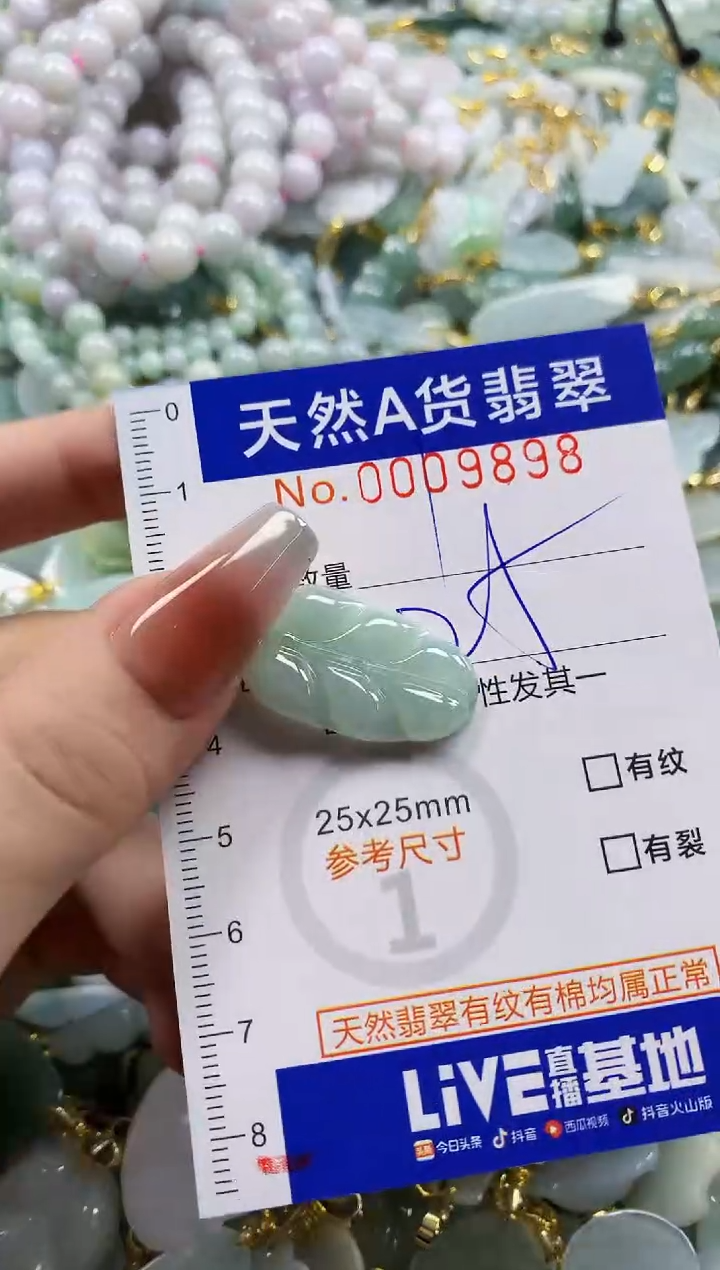 天然A货翡翠
No.0009898
0
1
数量
性发其一
4
□有纹
25x25mm
参考尺寸
5
□有裂
1
6
天然翡翠有纹有棉均属正常
7
LiVE直播基地
8
今日头条 抖音 西瓜视频 抖音火山版